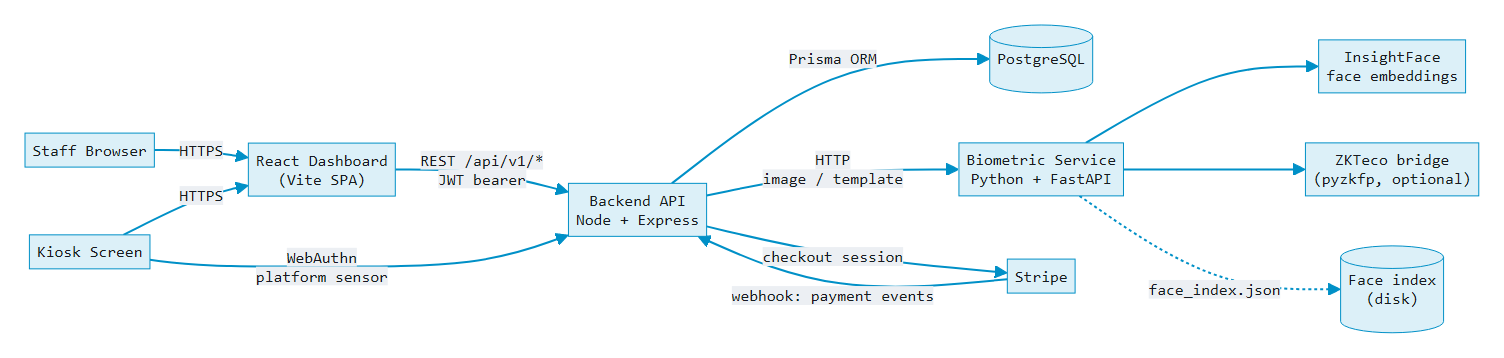 Staff Browser
HTTPS
Kiosk Screen
HTTPS
React Dashboard
(Vite SPA)
REST /api/v1/*
JWT bearer
WebAuthn
platform sensor
Backend API
Node + Express
Prisma ORM
PostgreSQL
HTTP
image / template
Biometric Service
Python + FastAPI
checkout session
webhook: payment events
Stripe
InsightFace
face embeddings
ZKTeco bridge
(pyzkfp, optional)
face_index.json
Face index
(disk)